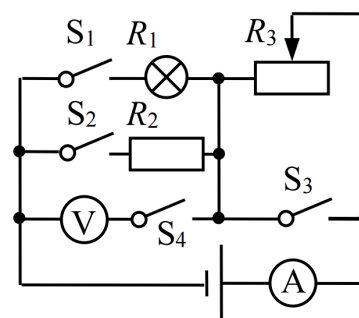 S₁ R₁ R₃
S₂ R₂
S₃
V S₄
A